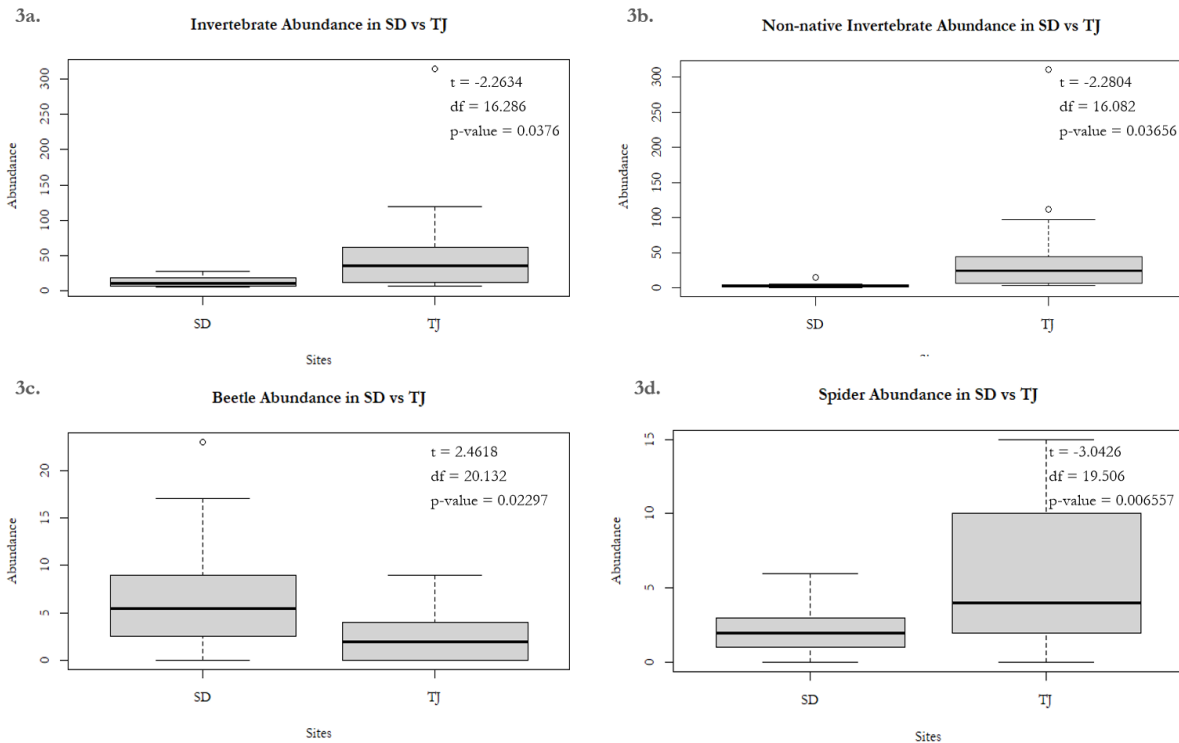 3a.
Invertebrate Abundance in SD vs TJ
t = -2.2634
df = 16.286
p-value = 0.0376
Abundance
300
250
200
150
100
50
0
SD
TJ
Sites
3b.
Non-native Invertebrate Abundance in SD vs TJ
t = -2.2804
df = 16.082
p-value = 0.03656
Abundance
300
250
200
150
100
50
0
SD
TJ
3c.
Beetle Abundance in SD vs TJ
t = 2.4618
df = 20.132
p-value = 0.02297
Abundance
20
15
10
5
0
SD
TJ
Sites
3d.
Spider Abundance in SD vs TJ
t = -3.0426
df = 19.506
p-value = 0.006557
Abundance
15
10
5
0
SD
TJ
Sites